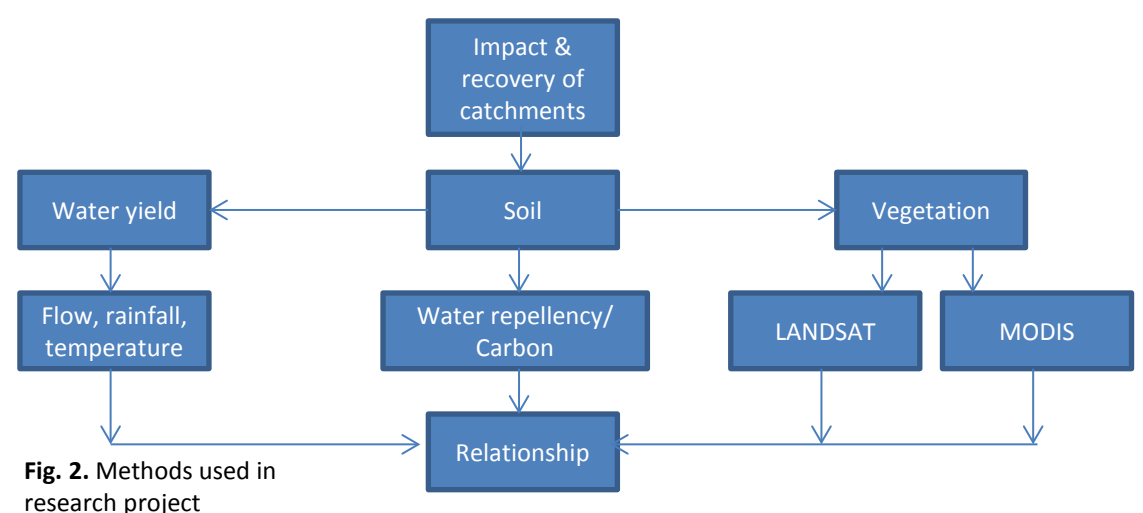 Impact &
recovery of
catchments
Water yield
Soil
Vegetation
Flow, rainfall,
temperature
Water repellency/
Carbon
LANDSAT
MODIS
Relationship
Fig. 2. Methods used in
research project